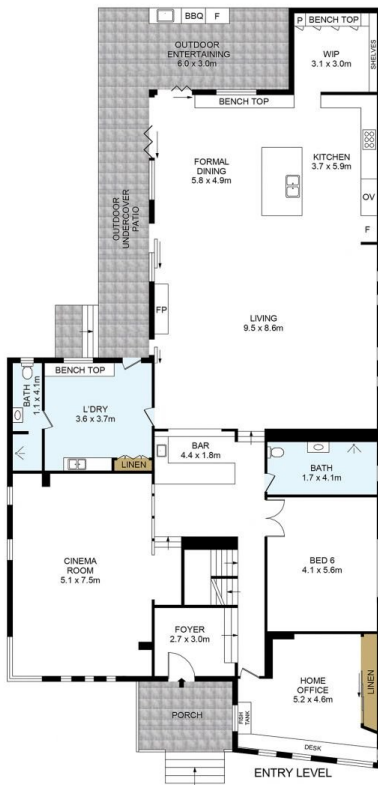 BBQ F
P BENCH TOP
SHELVES
OUTDOOR
ENTERTAINING
6.0 x 3.0m
WIP
3.1 x 3.0m
BENCH TOP
FORMAL
DINING
5.8 x 4.9m
KITCHEN
3.7 x 5.9m
OV
F
OUTDOOR
UNDERCOVER
PATIO
FP
LIVING
9.5 x 8.6m
BATH
1.1 x 4.1m
BENCH TOP
L'DRY
3.6 x 3.7m
LINEN
BAR
4.4 x 1.8m
BATH
1.7 x 4.1m
CINEMA
ROOM
5.1 x 7.5m
BED 6
4.1 x 5.6m
FOYER
2.7 x 3.0m
HOME
OFFICE
5.2 x 4.6m
LINEN
PORCH
FISH
TANK
DESK
ENTRY LEVEL